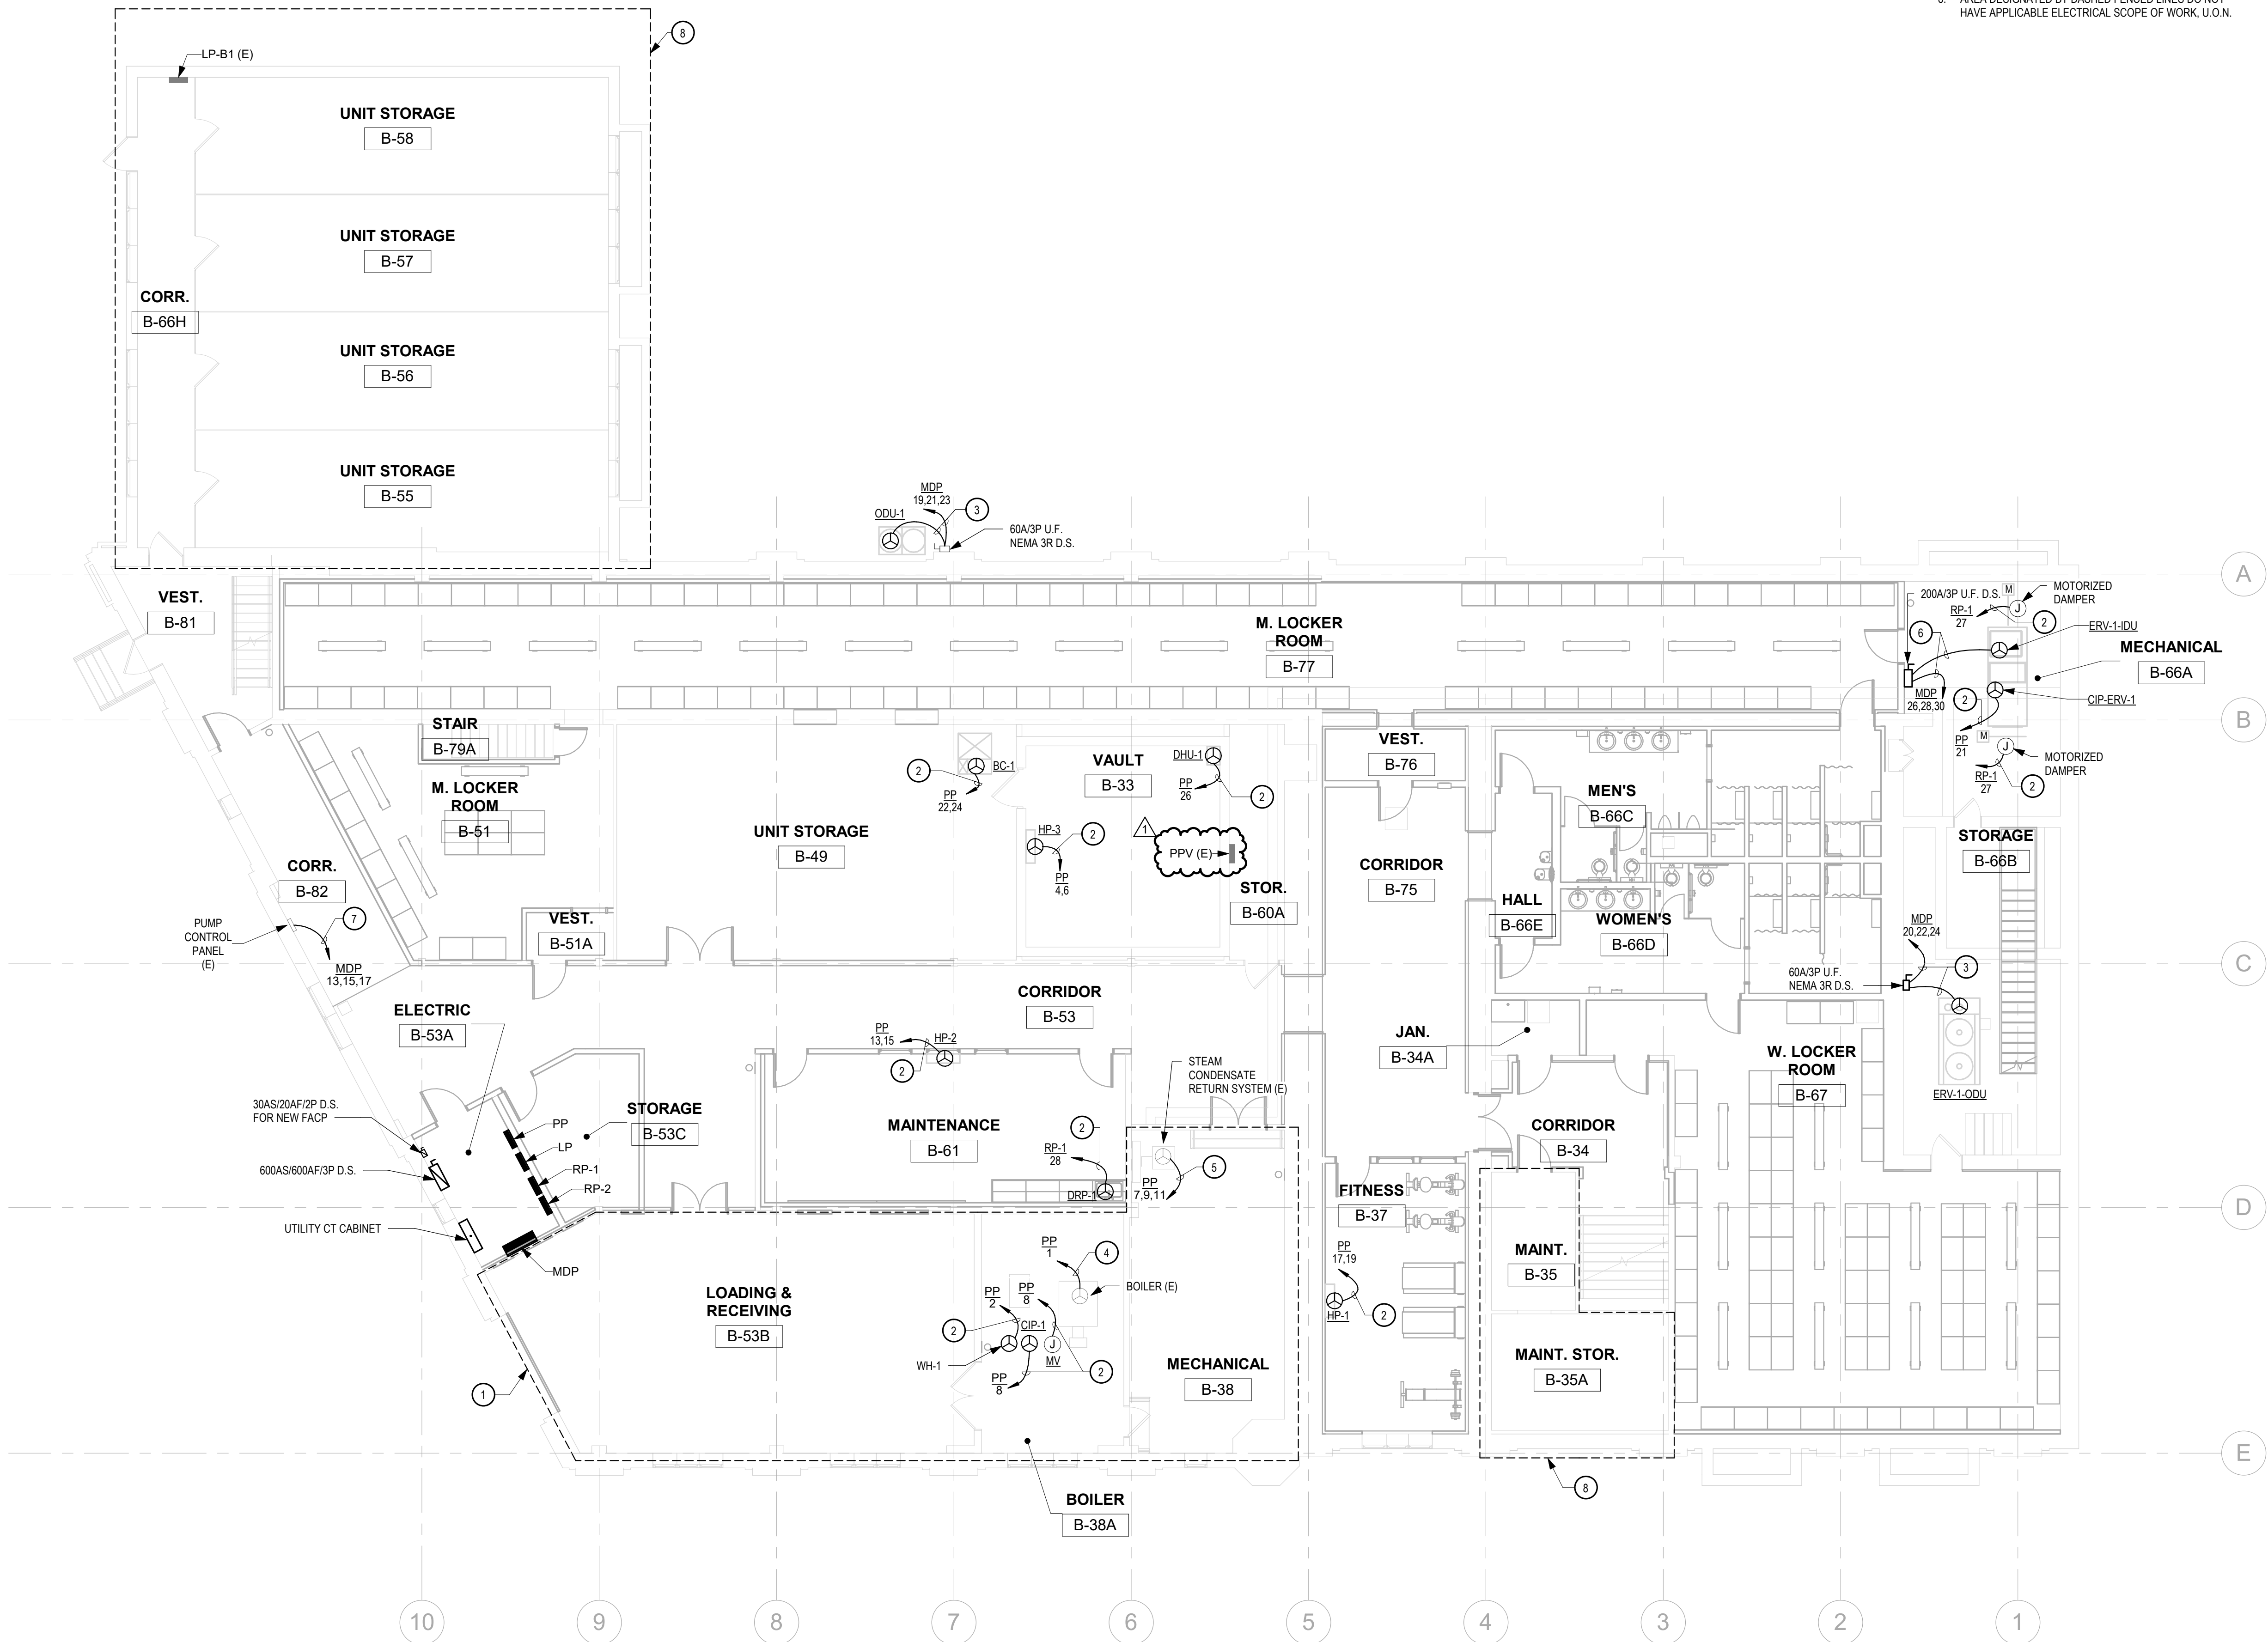 6. AREA DESIGNATED BY DASHED FENCED LINES DO NOT
HAVE APPLICABLE ELECTRICAL SCOPE OF WORK, U.O.N.
8
LP-B1 (E)
UNIT STORAGE
B-58
UNIT STORAGE
B-57
CORR.
B-66H
UNIT STORAGE
B-56
UNIT STORAGE
B-55
MDP
19,21,23
3
ODU-1
60A/3P U.F.
NEMA 3R D.S.
A
VEST.
B-81
M. LOCKER
ROOM
B-77
200A/3P U.F. D.S.
M
J
MOTORIZED
DAMPER
RP-1
27
2
6
ERV-1-IDU
MECHANICAL
B-66A
MDP
26,28,30
2
CIP-ERV-1
B
PP
21
M
J
MOTORIZED
DAMPER
RP-1
27
2
STAIR
B-79A
M. LOCKER
ROOM
B-51
2
BC-1
PP
22,24
VAULT
B-33
DHU-1
PP
26
2
VEST.
B-76
MEN'S
B-66C
UNIT STORAGE
B-49
HP-3
2
PP
4,6
1
PPV (E)
STOR.
B-60A
CORRIDOR
B-75
STORAGE
B-66B
CORR.
B-82
HALL
B-66E
WOMEN'S
B-66D
VEST.
B-51A
PUMP
CONTROL
PANEL
(E)
7
MDP
13,15,17
MDP
20,22,24
C
60A/3P U.F.
NEMA 3R D.S.
3
ELECTRIC
B-53A
CORRIDOR
B-53
PP
13,15
HP-2
2
JAN.
B-34A
W. LOCKER
ROOM
B-67
STEAM
CONDENSATE
RETURN SYSTEM (E)
ERV-1-ODU
30AS/20AF/2P D.S.
FOR NEW FACP
PP
LP
RP-1
RP-2
STORAGE
B-53C
MAINTENANCE
B-61
2
RP-1
28
DRP-1
CORRIDOR
B-34
600AS/600AF/3P D.S.
5
PP
7,9,11
FITNESS
B-37
D
UTILITY CT CABINET
MDP
PP
1
4
BOILER (E)
PP
17,19
HP-1
2
MAINT.
B-35
LOADING &
RECEIVING
B-53B
PP
2
PP
8
2
CIP-1
J
MV
WH-1
PP
8
2
MECHANICAL
B-38
MAINT. STOR.
B-35A
1
E
8
BOILER
B-38A
10
9
8
7
6
5
4
3
2
1